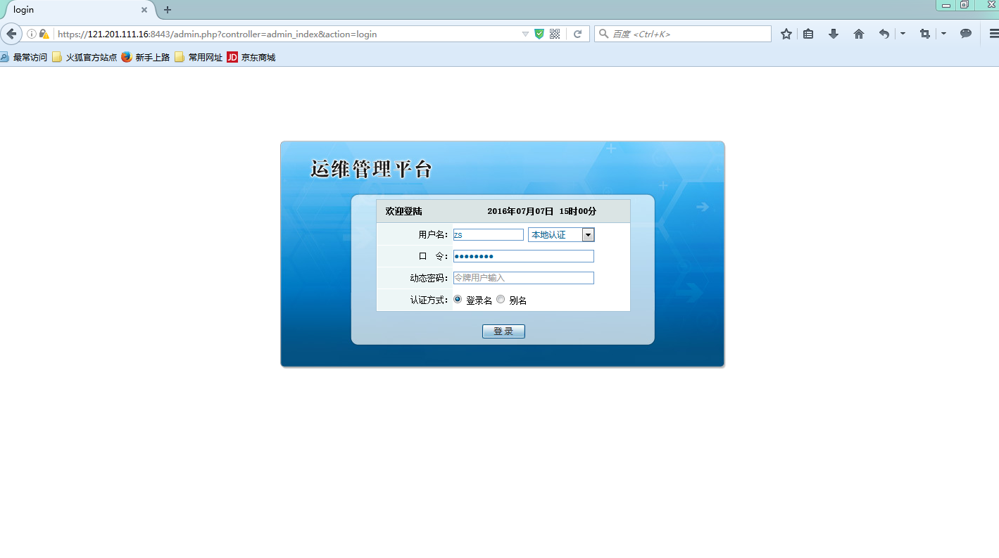 login
https://121.201.111.16:8443/admin.php?controller=admin_index&action=login
百度 <Ctrl+K>
最常访问 火狐官方站点 新手上路 常用网址 JD 京东商城
运维管理平台
欢迎登陆 2016年07月07日 15时00分
用户名： zs 本地认证
口 令： ●●●●●●●●
动态密码： 令牌用户输入
认证方式： 登录名 别名
登 录